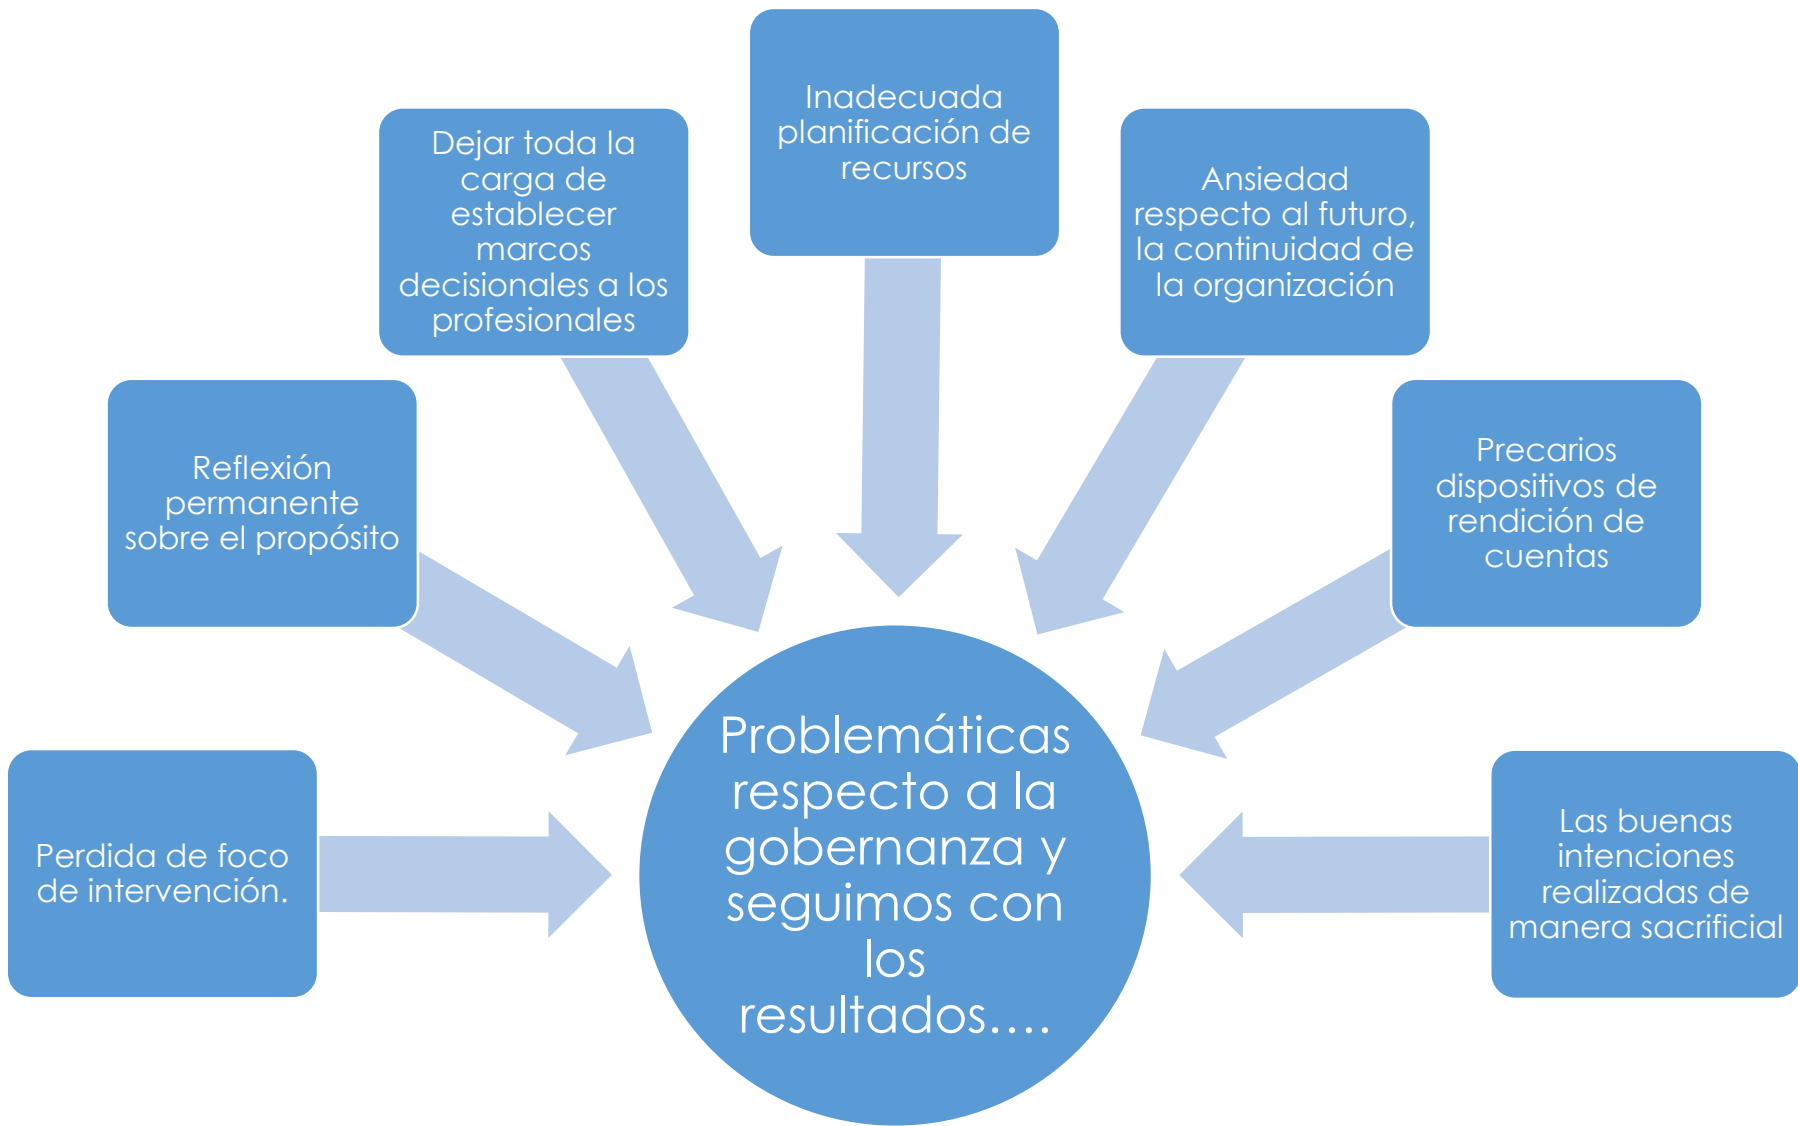 Inadecuada
planificación de
recursos
Dejar toda la
carga de
establecer
marcos
decisionales a los
profesionales
Ansiedad
respecto al futuro,
la continuidad de
la organización
Reflexión
permanente
sobre el propósito
Precarios
dispositivos de
rendición de
cuentas
Perdida de foco
de intervención.
Problemáticas
respecto a la
gobernanza y
seguimos con
los
resultados....
Las buenas
intenciones
realizadas de
manera sacrificial